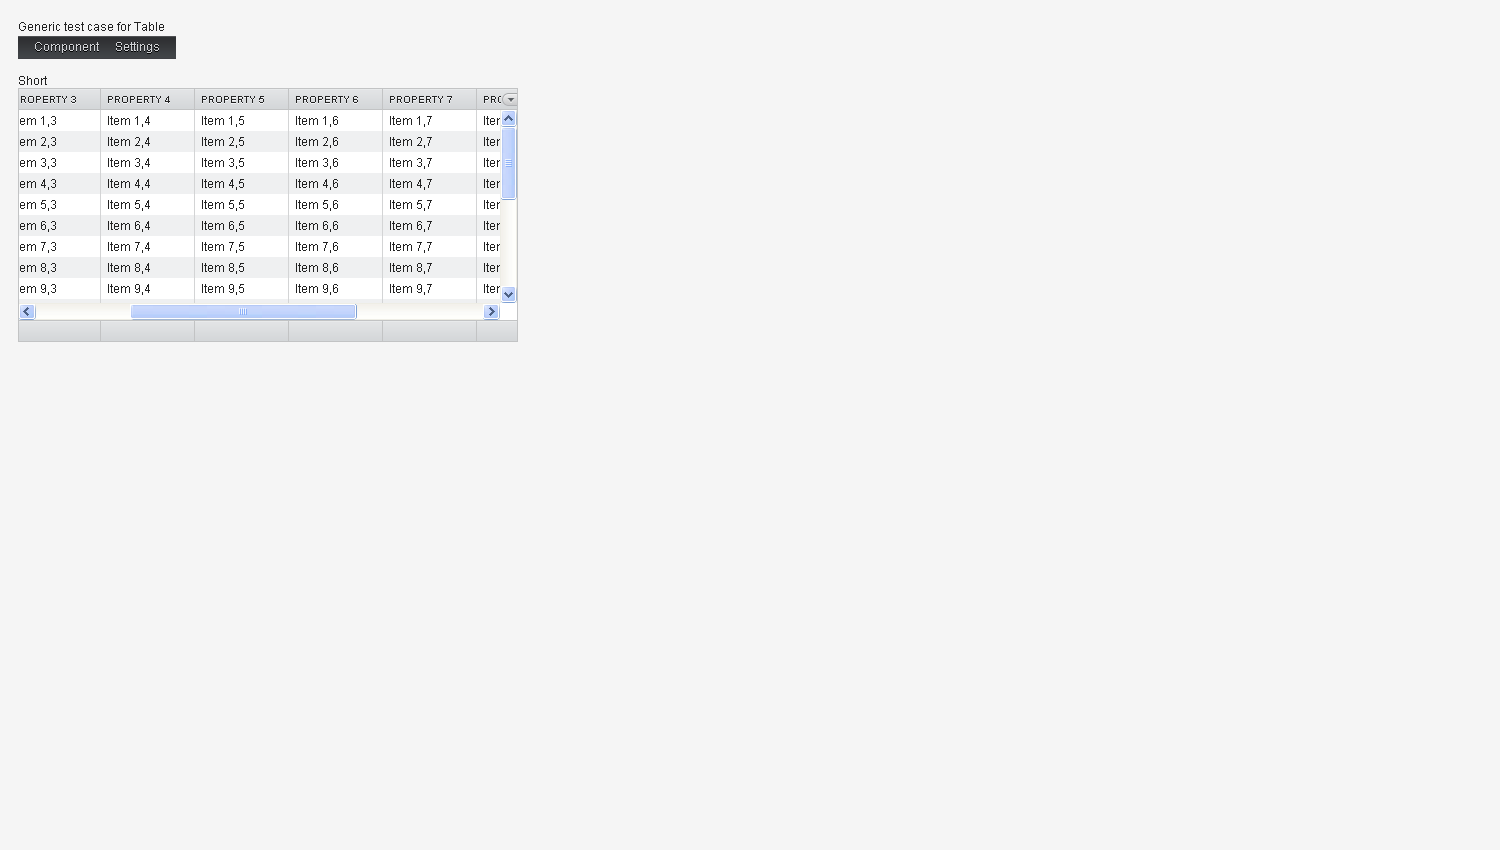 Generic test case for Table
Component Settings
Short
ROPERTY 3 PROPERTY 4 PROPERTY 5 PROPERTY 6 PROPERTY 7 PRO
em 1,3 Item 1,4 Item 1,5 Item 1,6 Item 1,7 Iter
em 2,3 Item 2,4 Item 2,5 Item 2,6 Item 2,7 Iter
em 3,3 Item 3,4 Item 3,5 Item 3,6 Item 3,7 Iter
em 4,3 Item 4,4 Item 4,5 Item 4,6 Item 4,7 Iter
em 5,3 Item 5,4 Item 5,5 Item 5,6 Item 5,7 Iter
em 6,3 Item 6,4 Item 6,5 Item 6,6 Item 6,7 Iter
em 7,3 Item 7,4 Item 7,5 Item 7,6 Item 7,7 Iter
em 8,3 Item 8,4 Item 8,5 Item 8,6 Item 8,7 Iter
em 9,3 Item 9,4 Item 9,5 Item 9,6 Item 9,7 Iter